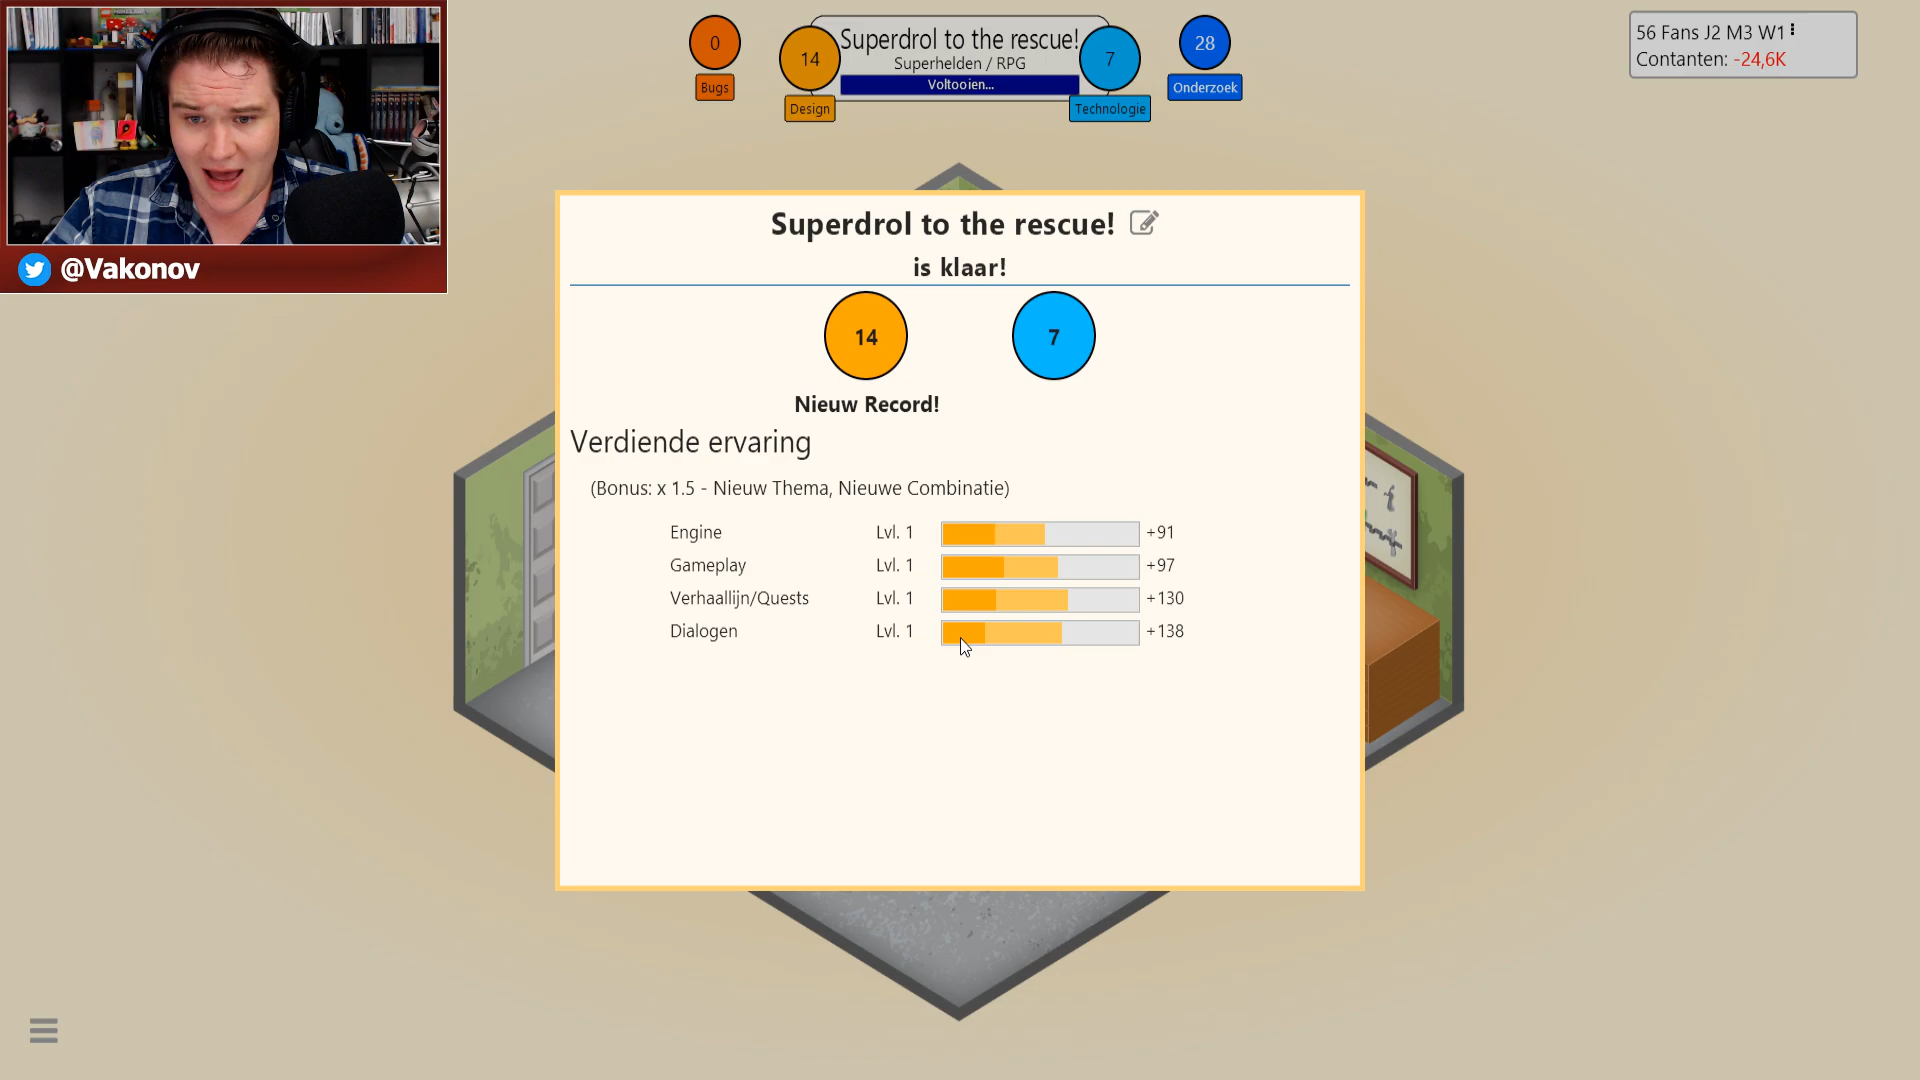 @Vakonov
0
Bugs
14
Design
Superdrol to the rescue!
Superhelden / RPG
Voltooien...
7
Technologie
28
Onderzoek
56 Fans J2 M3 W1
Contanten: -24,6K
Superdrol to the rescue!
is klaar!
14
7
Nieuw Record!
Verdiende ervaring
(Bonus: x 1.5 - Nieuw Thema, Nieuwe Combinatie)
Engine Lvl. 1 +91
Gameplay Lvl. 1 +97
Verhaallijn/Quests Lvl. 1 +130
Dialogen Lvl. 1 +138